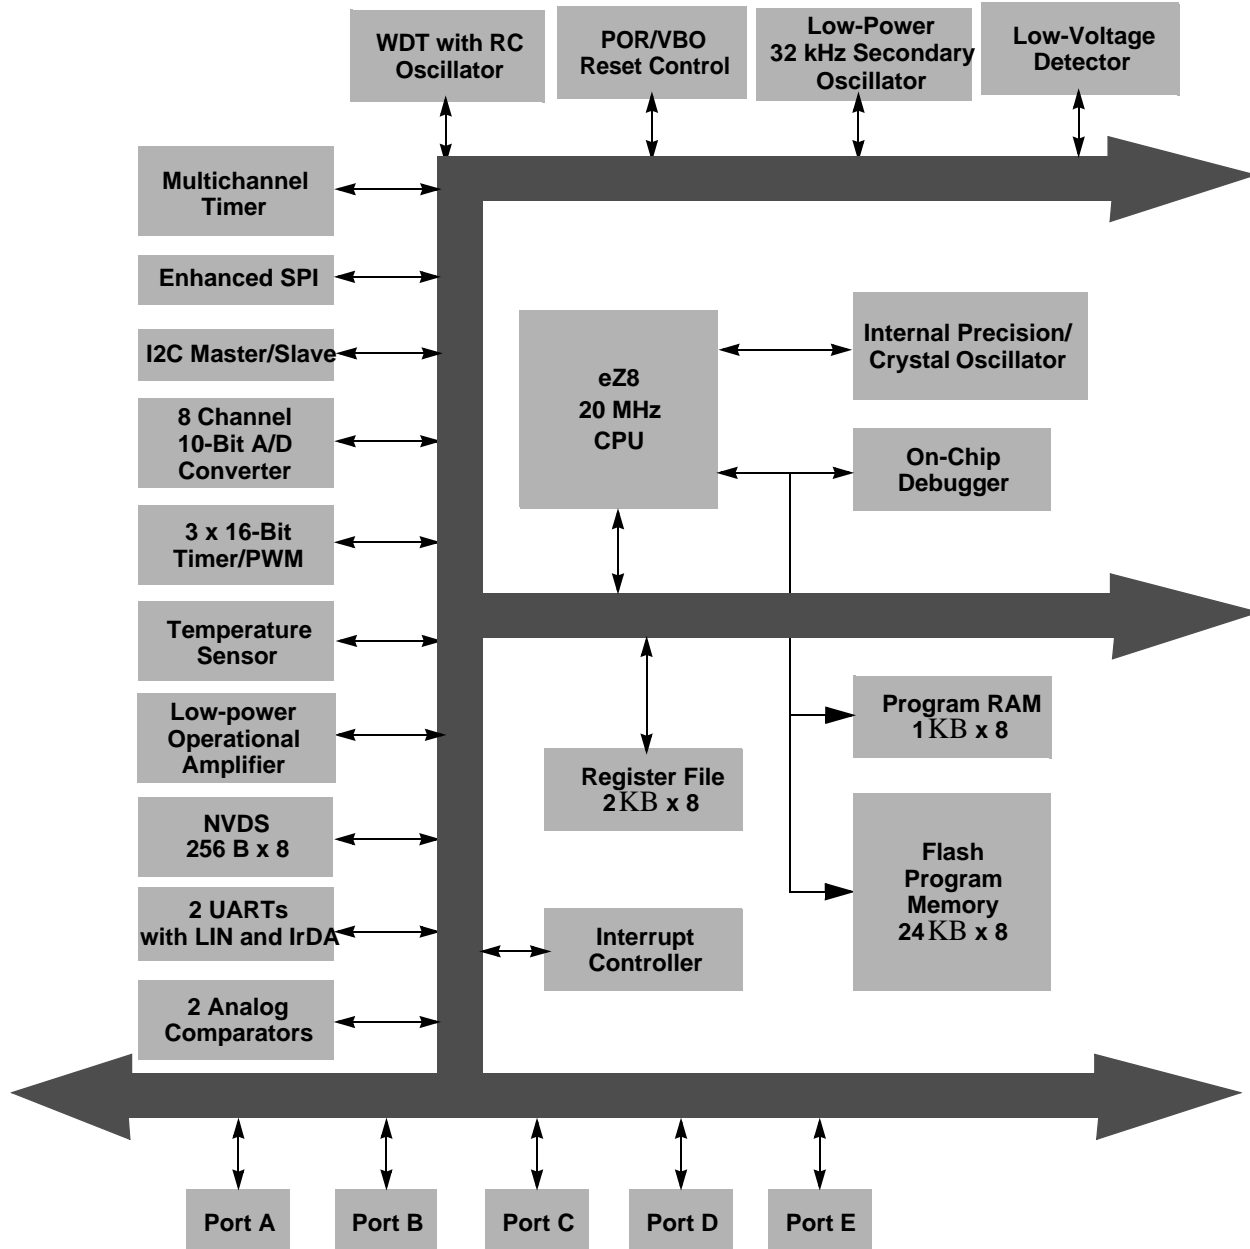 WDT with RC
Oscillator
POR/VBO
Reset Control
Low-Power
32 kHz Secondary
Oscillator
Low-Voltage
Detector
Multichannel
Timer
Enhanced SPI
I2C Master/Slave
8 Channel
10-Bit A/D
Converter
3 x 16-Bit
Timer/PWM
Temperature
Sensor
Low-power
Operational
Amplifier
NVDS
256 B x 8
2 UARTs
with LIN and IrDA
2 Analog
Comparators
eZ8
20 MHz
CPU
Internal Precision/
Crystal Oscillator
On-Chip
Debugger
Register File
2KB x 8
Program RAM
1KB x 8
Flash
Program
Memory
24KB x 8
Interrupt
Controller
Port A
Port B
Port C
Port D
Port E